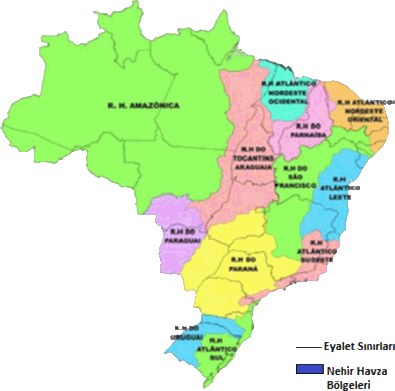 R. H. AMAZÓNICA
R.H ATLÂNTICO
NORDESTE
OCIDENTAL
R.H ATLÂNTICO
NORDESTE
ORIENTAL
R.H DO
PARNAÍBA
R.H DO
TOCANTINS
ARAGUAIA
R.H DO
SÃO
FRANCISCO
R.H
ATLÂNTICO
LESTE
R.H DO
PARAGUAI
R.H
ATLÂNTICO
SUDESTE
R.H DO
PARANÁ
R.H DO
URUGUAI
R.H
ATLÂNTICO
SUL
Eyalet Sınırları
Nehir Havza
Bölgeleri